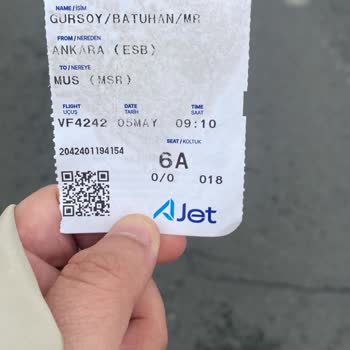 NAME / İSİM
GURSOY/BATUHAN/MR
FROM / NEREDEN
ANKARA (ESB)
TO / NEREYE
MUS (MSR)
FLIGHT UÇUŞ DATE TARİH TIME SAAT
VF4242 05MAY 09:10
SEAT / KOLTUK
2042401194154
6A
0/0 018
AJet